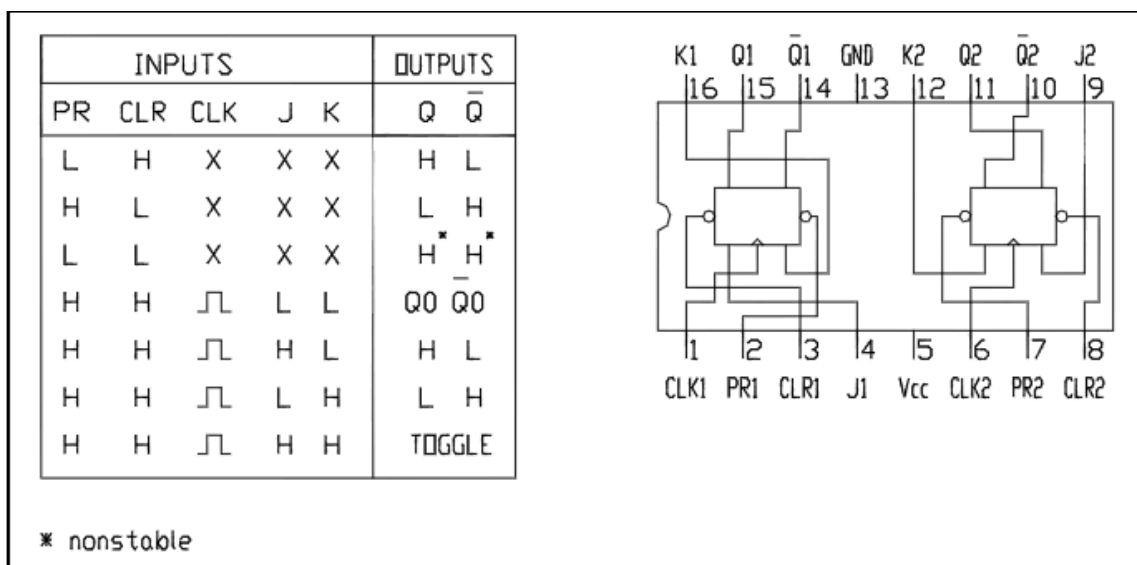 INPUTS OUTPUTS
PR CLR CLK J K Q Q̅
L H X X X H L
H L X X X L H
L L X X X H* H*
H H ⎍ L L Q0 Q̅0
H H ⎍ H L H L
H H ⎍ L H L H
H H ⎍ H H TOGGLE
* nonstable
K1 Q1 Q̅1 GND K2 Q2 Q̅2 J2
16 15 14 13 12 11 10 9
1 2 3 4 5 6 7 8
CLK1 PR1 CLR1 J1 Vcc CLK2 PR2 CLR2